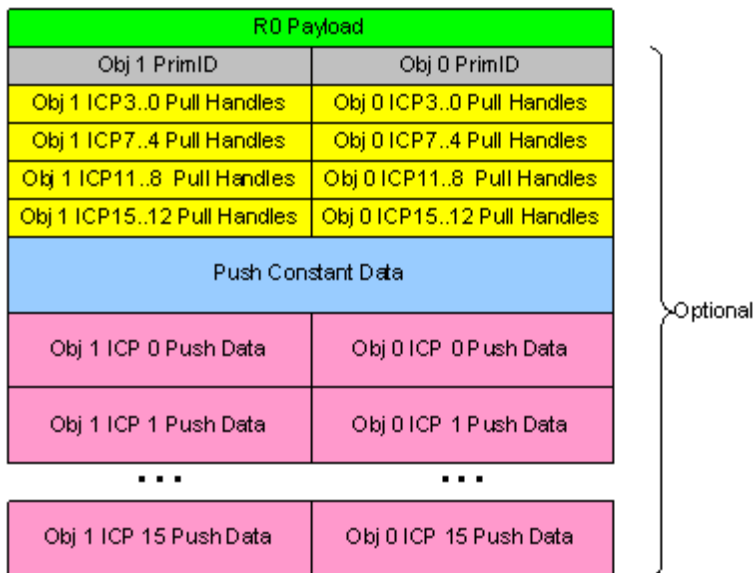 R0 Payload
Obj 1 PrimID Obj 0 PrimID
Obj 1 ICP3..0 Pull Handles Obj 0 ICP3..0 Pull Handles
Obj 1 ICP7..4 Pull Handles Obj 0 ICP7..4 Pull Handles
Obj 1 ICP11..8 Pull Handles Obj 0 ICP11..8 Pull Handles
Obj 1 ICP15..12 Pull Handles Obj 0 ICP15..12 Pull Handles
Push Constant Data
Optional
Obj 1 ICP 0 Push Data Obj 0 ICP 0 Push Data
Obj 1 ICP 1 Push Data Obj 0 ICP 1 Push Data
... ...
Obj 1 ICP 15 Push Data Obj 0 ICP 15 Push Data